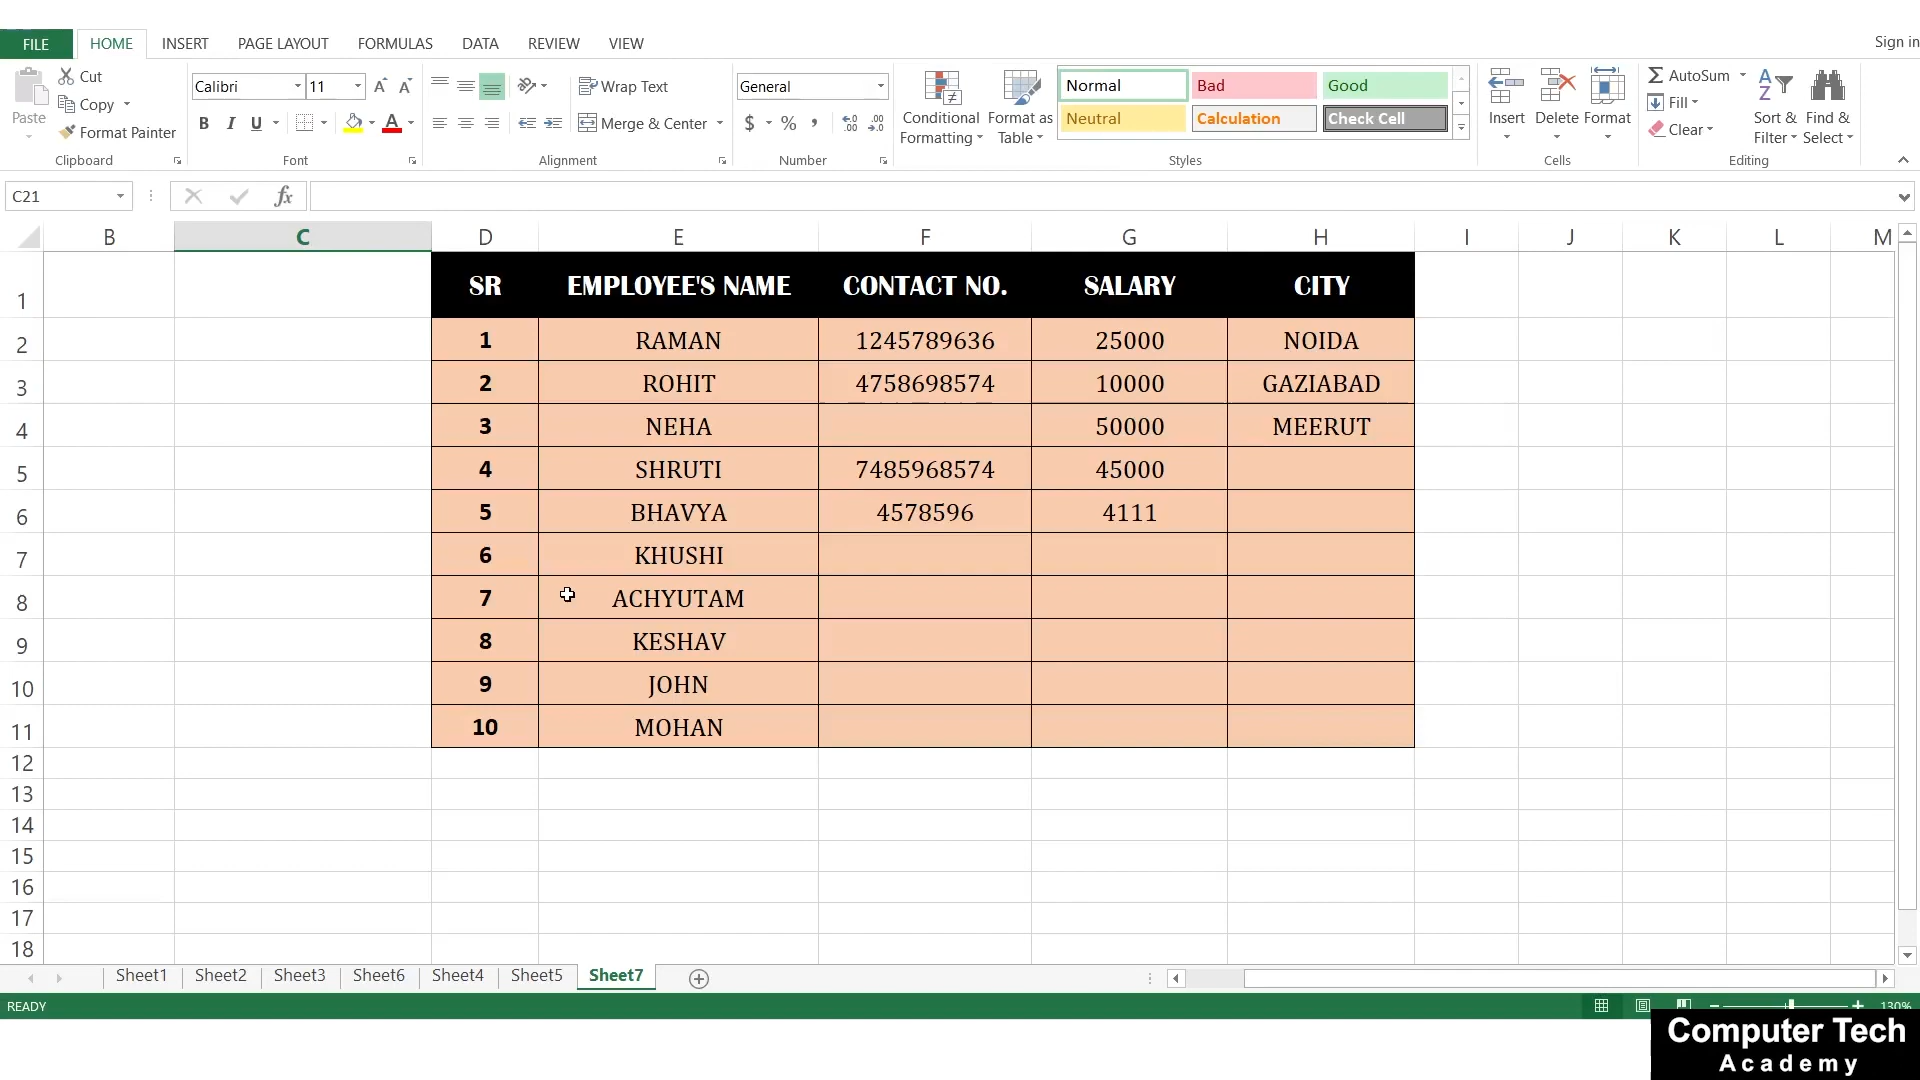 FILE HOME INSERT PAGE LAYOUT FORMULAS DATA REVIEW VIEW Sign in
Paste Cut Copy Format Painter Clipboard
Calibri 11 A A B I U A Font
Wrap Text Merge & Center Alignment
General $ % , Number
Conditional Formatting Format as Table
Normal Bad Good
Neutral Calculation Check Cell
Styles
Insert Delete Format Cells
AutoSum Fill Clear Sort & Filter Find & Select Editing
C21 fx
B C D E F G H I J K L M
1 SR EMPLOYEE'S NAME CONTACT NO. SALARY CITY
2 1 RAMAN 1245789636 25000 NOIDA
3 2 ROHIT 4758698574 10000 GAZIABAD
4 3 NEHA 50000 MEERUT
5 4 SHRUTI 7485968574 45000
6 5 BHAVYA 4578596 4111
7 6 KHUSHI
8 7 ACHYUTAM
9 8 KESHAV
10 9 JOHN
11 10 MOHAN
12
13
14
15
16
17
18
Sheet1 Sheet2 Sheet3 Sheet6 Sheet4 Sheet5 Sheet7
READY 130%
Computer Tech
Academy